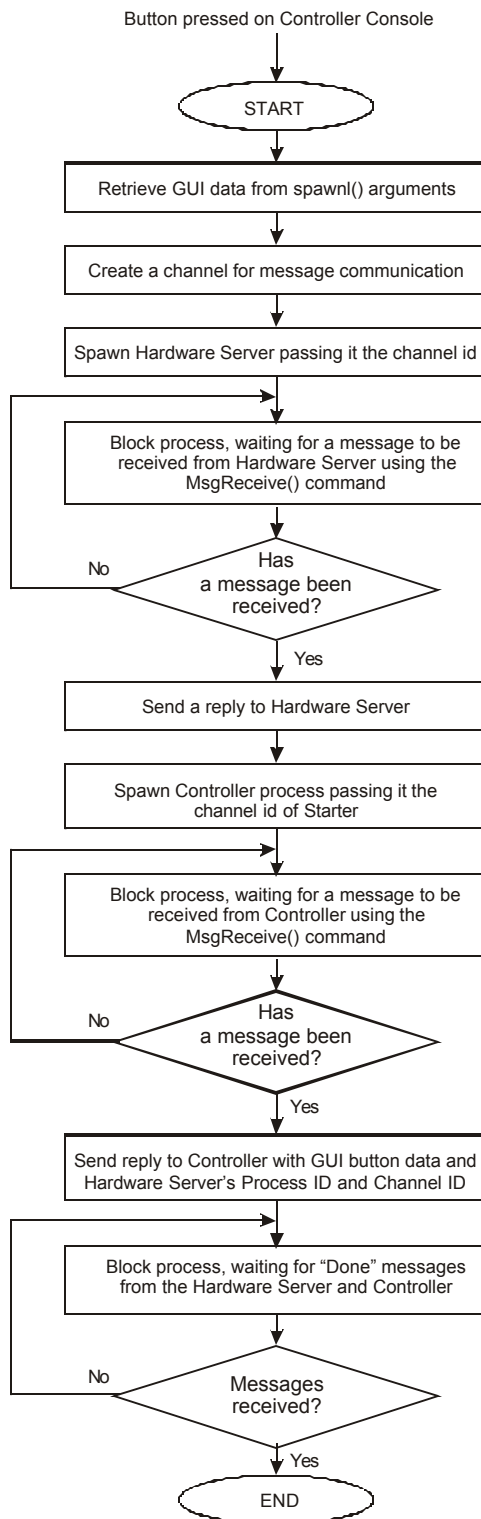 Button pressed on Controller Console
START
Retrieve GUI data from spawnl() arguments
Create a channel for message communication
Spawn Hardware Server passing it the channel id
Block process, waiting for a message to be
received from Hardware Server using the
MsgReceive() command
Has
a message been
received?
No
Yes
Send a reply to Hardware Server
Spawn Controller process passing it the
channel id of Starter
Block process, waiting for a message to be
received from Controller using the
MsgReceive() command
Has
a message been
received?
No
Yes
Send reply to Controller with GUI button data and
Hardware Server’s Process ID and Channel ID
Block process, waiting for “Done” messages
from the Hardware Server and Controller
Messages
received?
No
Yes
END